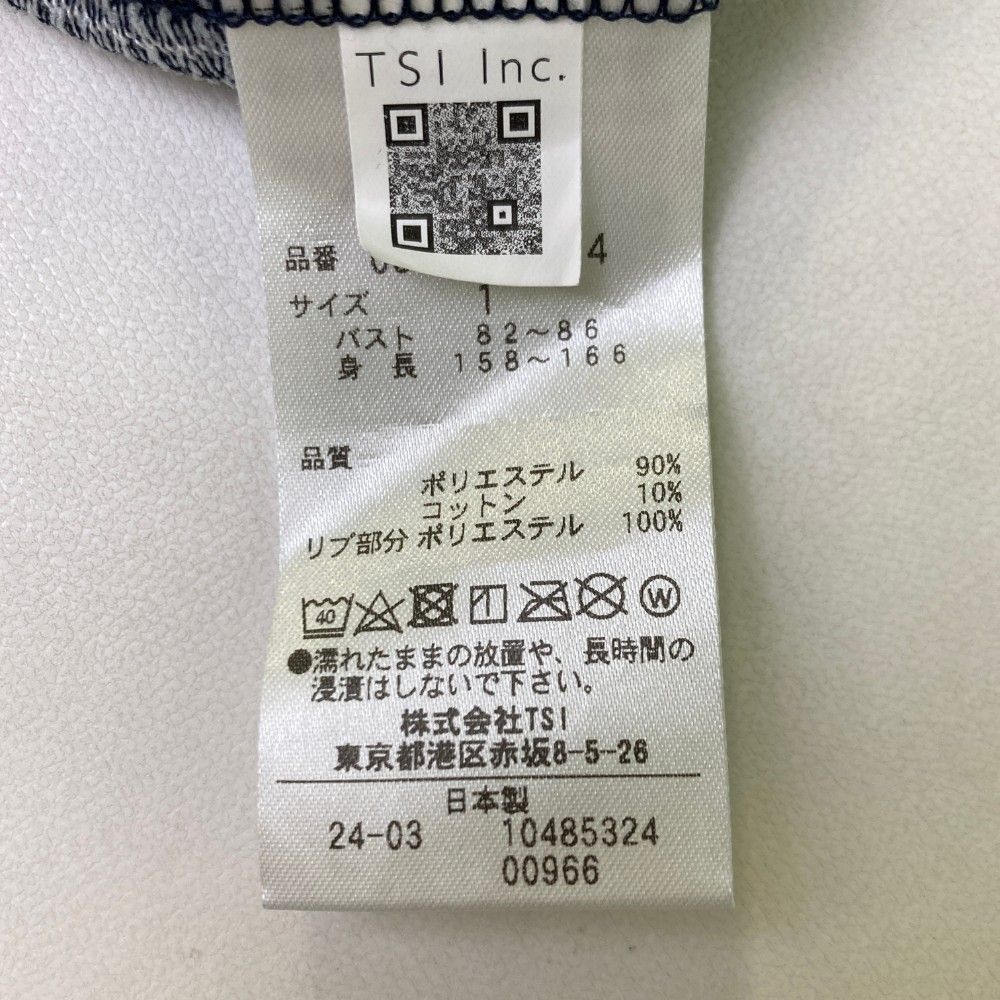 TSI Inc.
品番 4
サイズ 1
バスト 82～86
身長 158～166
品質
ポリエステル 90%
コットン 10%
リブ部分 ポリエステル 100%
40 W
●濡れたままの放置や、長時間の
浸漬はしないで下さい。
株式会社TSI
東京都港区赤坂8-5-26
日本製
24-03 10485324
00966